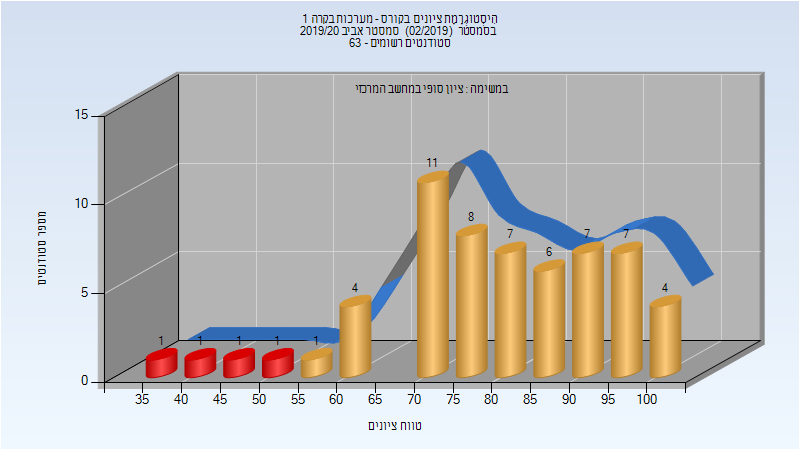 היסטוגרמת ציונים בקורס - מערכות בקרה 1
בסמסטר (02/2019) סמסטר אביב 2019/20
סטודנטים רשומים - 63
במשימה : ציון סופי במחשב המרכזי
מספר סטודנטים
15
10
5
0
1 1 1 1 1 4 11 8 7 6 7 7 4
35 40 45 50 55 60 65 70 75 80 85 90 95 100
טווח ציונים